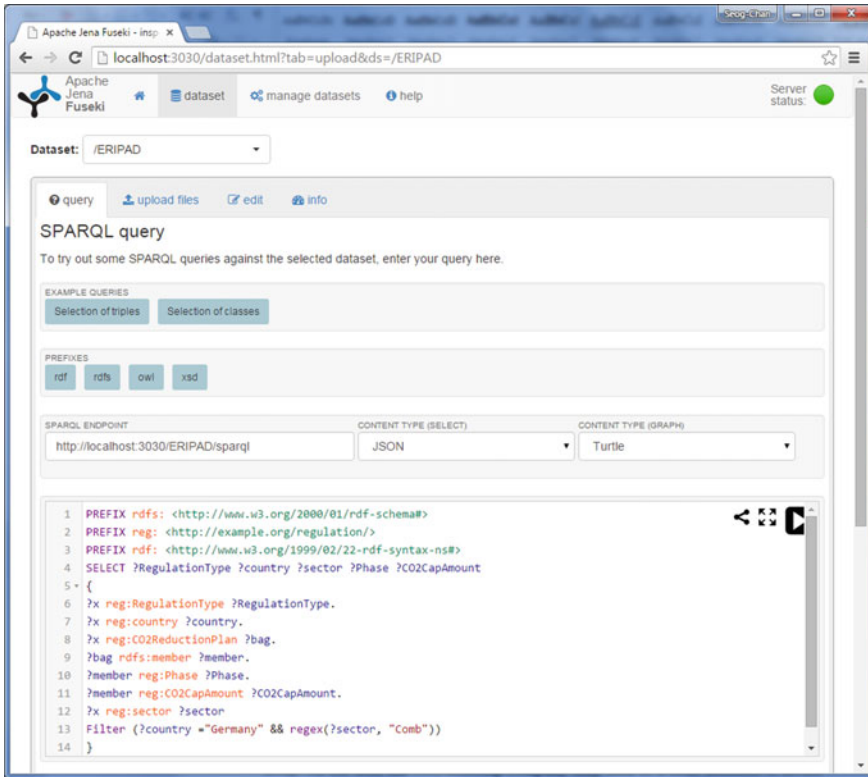 Seog-Chan...
Apache Jena Fuseki - insp
localhost:3030/dataset.html?tab=upload&ds=/ERIPAD
Apache
Jena
Fuseki
dataset
manage datasets
help
Server
status:
Dataset: /ERIPAD
query upload files edit info
SPARQL query
To try out some SPARQL queries against the selected dataset, enter your query here.
EXAMPLE QUERIES
Selection of triples Selection of classes
PREFIXES
rdf rdfs owl xsd
SPARQL ENDPOINT CONTENT TYPE (SELECT) CONTENT TYPE (GRAPH)
http://localhost:3030/ERIPAD/sparql JSON Turtle
1 PREFIX rdfs: <http://www.w3.org/2000/01/rdf-schema#>
2 PREFIX reg: <http://example.org/regulation/>
3 PREFIX rdf: <http://www.w3.org/1999/02/22-rdf-syntax-ns#>
4 SELECT ?RegulationType ?country ?sector ?Phase ?CO2CapAmount
5 {
6 ?x reg:RegulationType ?RegulationType.
7 ?x reg:country ?country.
8 ?x reg:CO2ReductionPlan ?bag.
9 ?bag rdfs:member ?member.
10 ?member reg:Phase ?Phase.
11 ?member reg:CO2CapAmount ?CO2CapAmount.
12 ?x reg:sector ?sector
13 Filter (?country ="Germany" && regex(?sector, "Comb"))
14 }